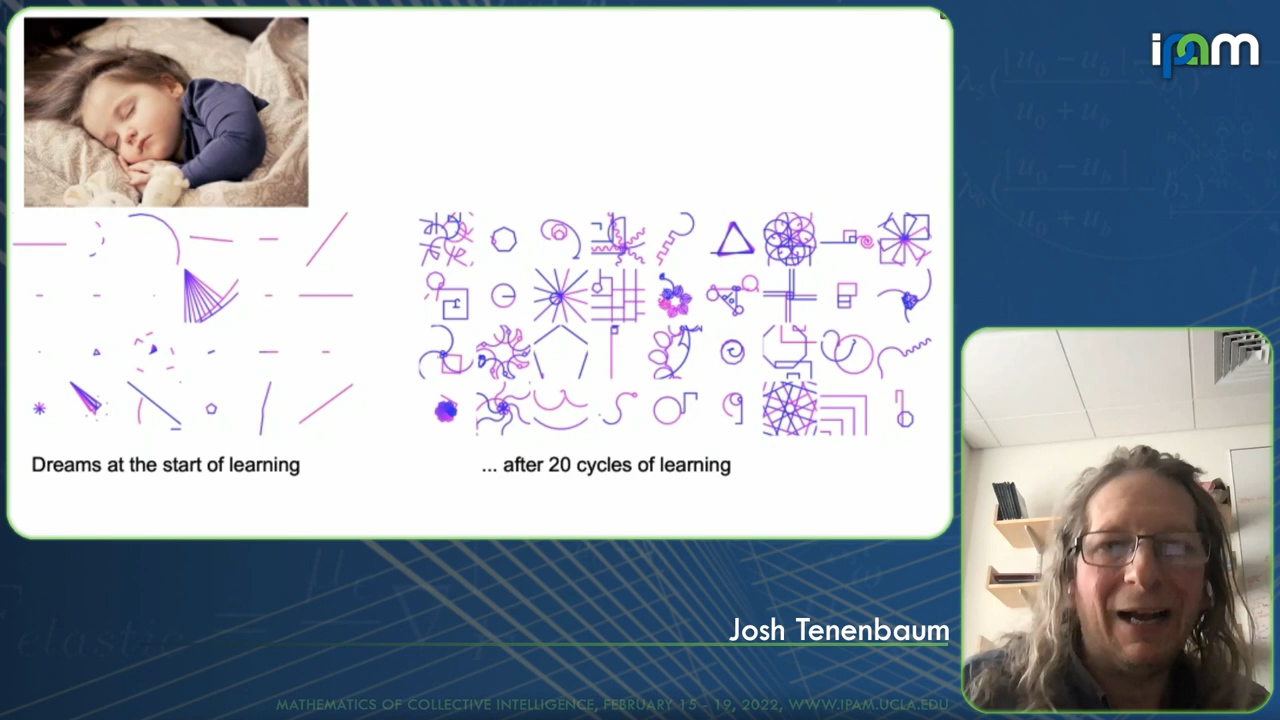 ipam
Dreams at the start of learning
... after 20 cycles of learning
Josh Tenenbaum
MATHEMATICS OF COLLECTIVE INTELLIGENCE, FEBRUARY 15 - 19, 2022, WWW.IPAM.UCLA.EDU
elastic